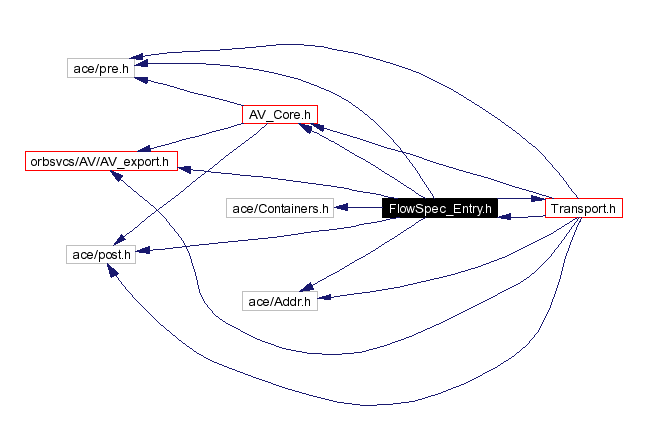 ace/pre.h
AV_Core.h
orbsvcs/AV/AV_export.h
ace/Containers.h
FlowSpec_Entry.h
Transport.h
ace/post.h
ace/Addr.h